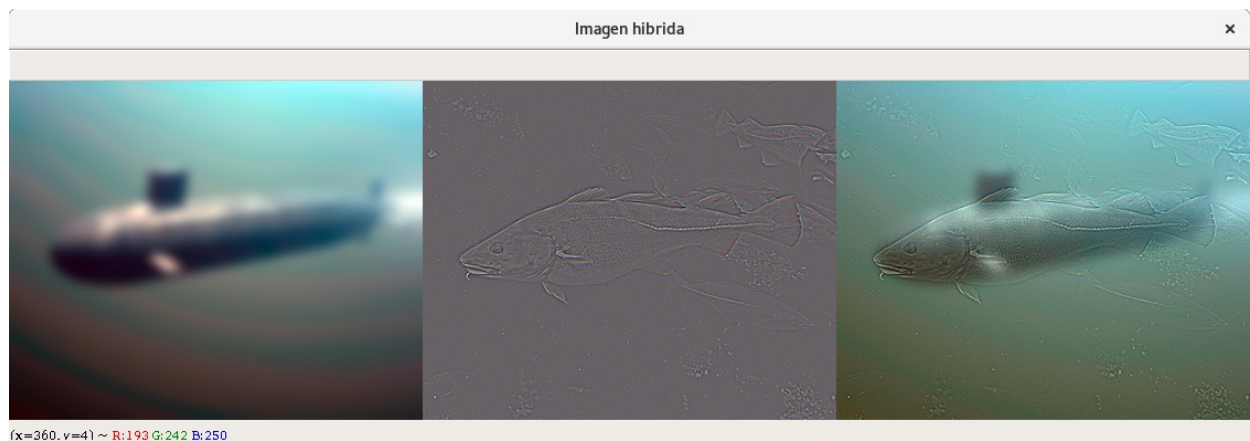 Imagen hibrida
(x=360, y=4) ~ R:193 G:242 B:250